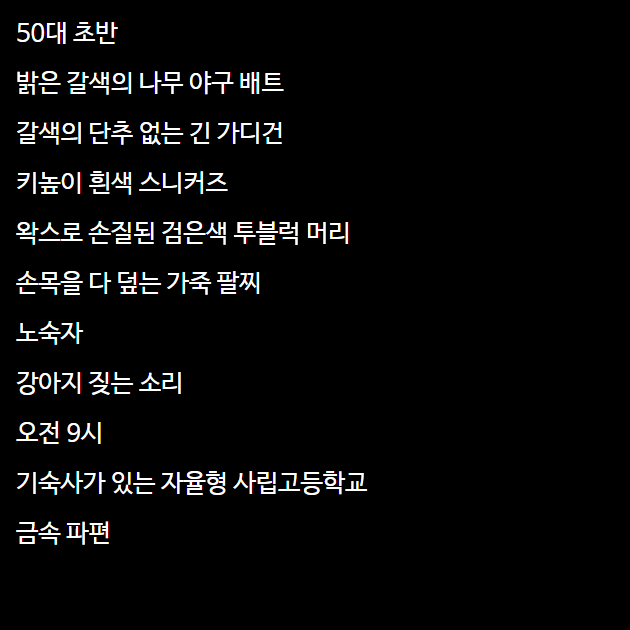 50대 초반
밝은 갈색의 나무 야구 배트
갈색의 단추 없는 긴 가디건
키높이 흰색 스니커즈
왁스로 손질된 검은색 투블럭 머리
손목을 다 덮는 가죽 팔찌
노숙자
강아지 짖는 소리
오전 9시
기숙사가 있는 자율형 사립고등학교
금속 파편